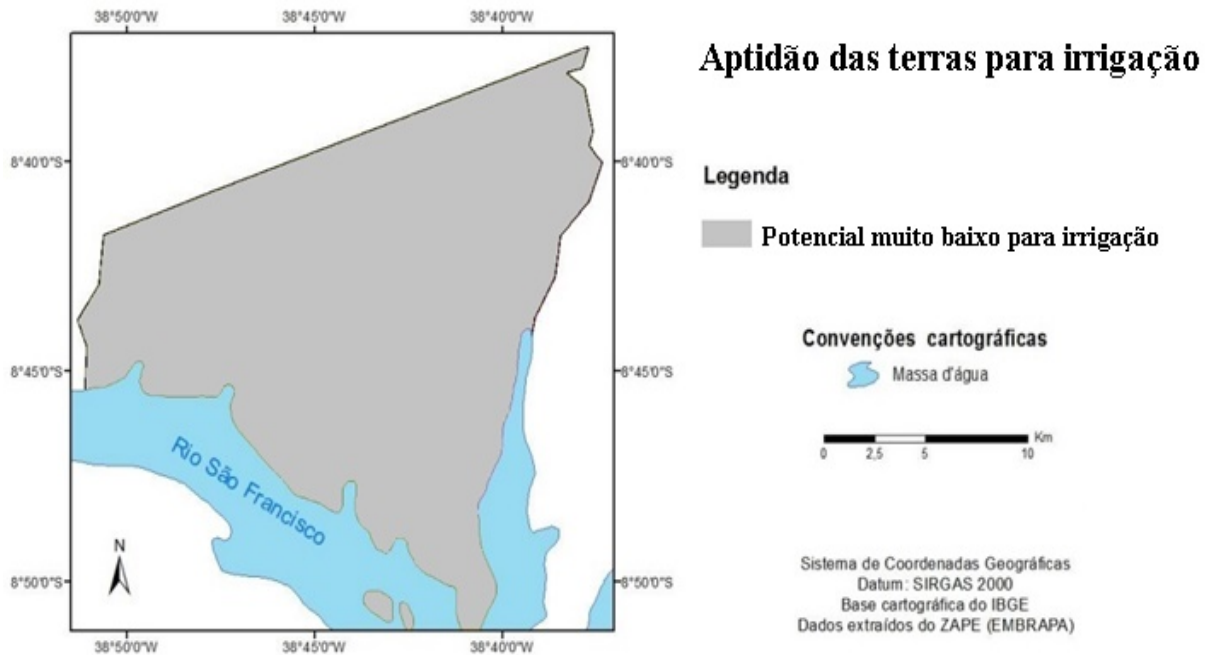 38°50'0"W
38°45'0"W
38°40'0"W
8°40'0"S
8°40'0"S
8°45'0"S
8°45'0"S
8°50'0"S
8°50'0"S
Rio São Francisco
N
38°50'0"W
38°45'0"W
38°40'0"W
Aptidão das terras para irrigação
Legenda
Potencial muito baixo para irrigação
Convenções cartográficas
Massa d'água
Km
0
2,5
5
10
Sistema de Coordenadas Geográficas
Datum: SIRGAS 2000
Base cartográfica do IBGE
Dados extraídos do ZAPE (EMBRAPA)